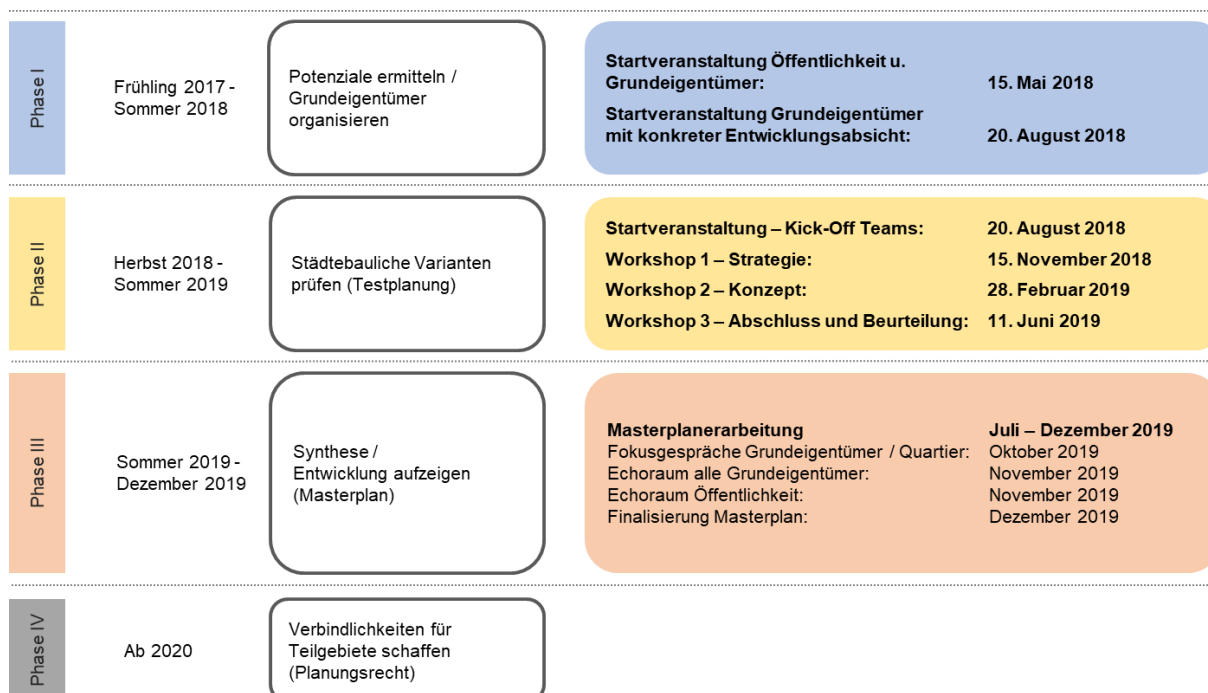 Phase I
Frühling 2017 -
Sommer 2018
Potenziale ermitteln /
Grundeigentümer
organisieren
Startveranstaltung Öffentlichkeit u.
Grundeigentümer: 15. Mai 2018
Startveranstaltung Grundeigentümer
mit konkreter Entwicklungsabsicht: 20. August 2018
Phase II
Herbst 2018 -
Sommer 2019
Städtebauliche Varianten
prüfen (Testplanung)
Startveranstaltung – Kick-Off Teams: 20. August 2018
Workshop 1 – Strategie: 15. November 2018
Workshop 2 – Konzept: 28. Februar 2019
Workshop 3 – Abschluss und Beurteilung: 11. Juni 2019
Phase III
Sommer 2019 -
Dezember 2019
Synthese /
Entwicklung aufzeigen
(Masterplan)
Masterplanerarbeitung Juli – Dezember 2019
Fokusgespräche Grundeigentümer / Quartier: Oktober 2019
Echoraum alle Grundeigentümer: November 2019
Echoraum Öffentlichkeit: November 2019
Finalisierung Masterplan: Dezember 2019
Phase IV
Ab 2020
Verbindlichkeiten für
Teilgebiete schaffen
(Planungsrecht)